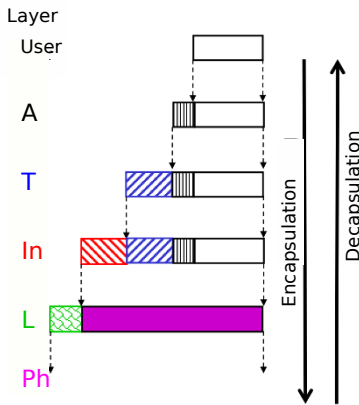 Layer
User
A
T
In
L
Ph
Encapsulation
Decapsulation